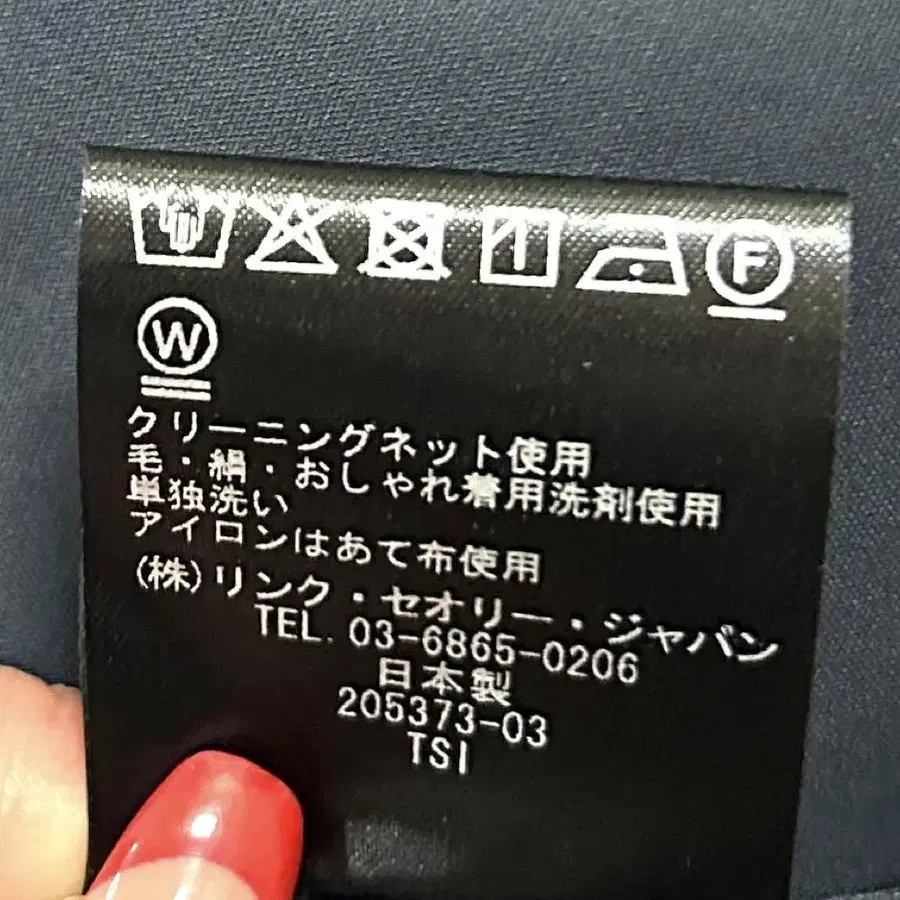 F
W
クリーニングネット使用
毛・絹・おしゃれ着用洗剤使用
単独洗い
アイロンはあて布使用
(株)リンク・セオリー・ジャパン
TEL. 03-6865-0206
日本製
205373-03
TSI